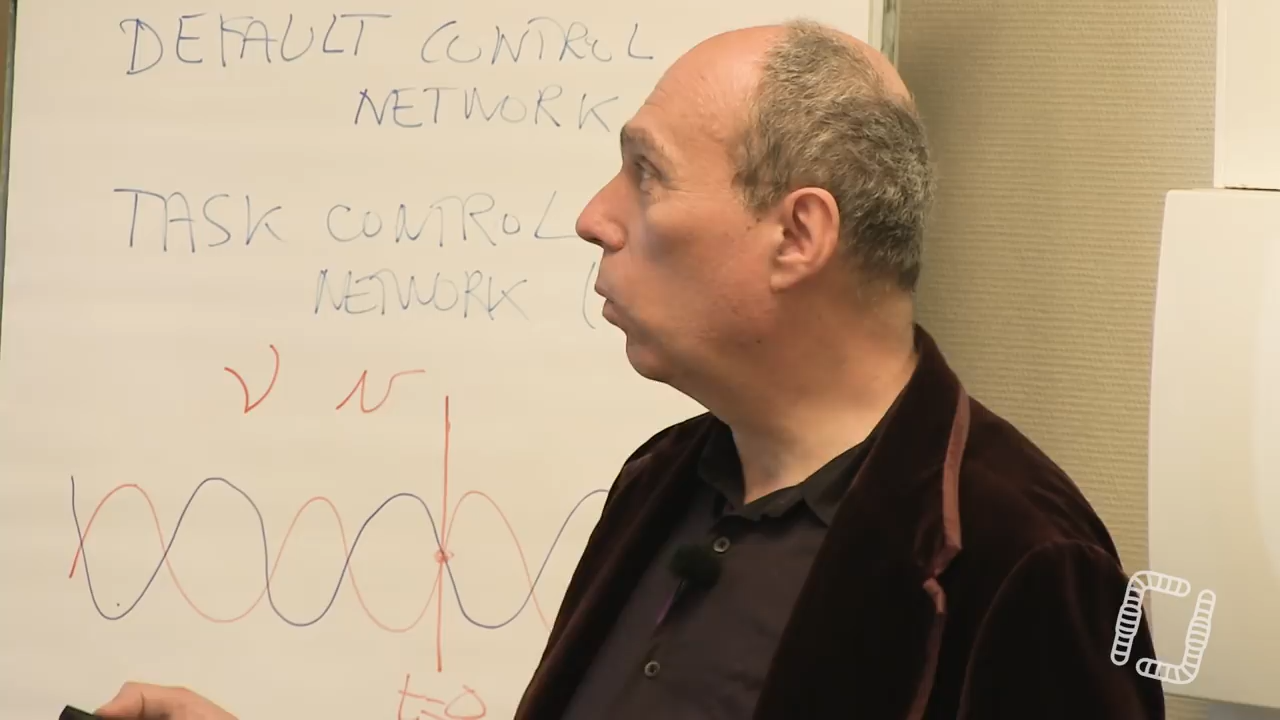 DEFAULT CONTROL
NETWORK
TASK CONTROL
NETWORK (
t=0